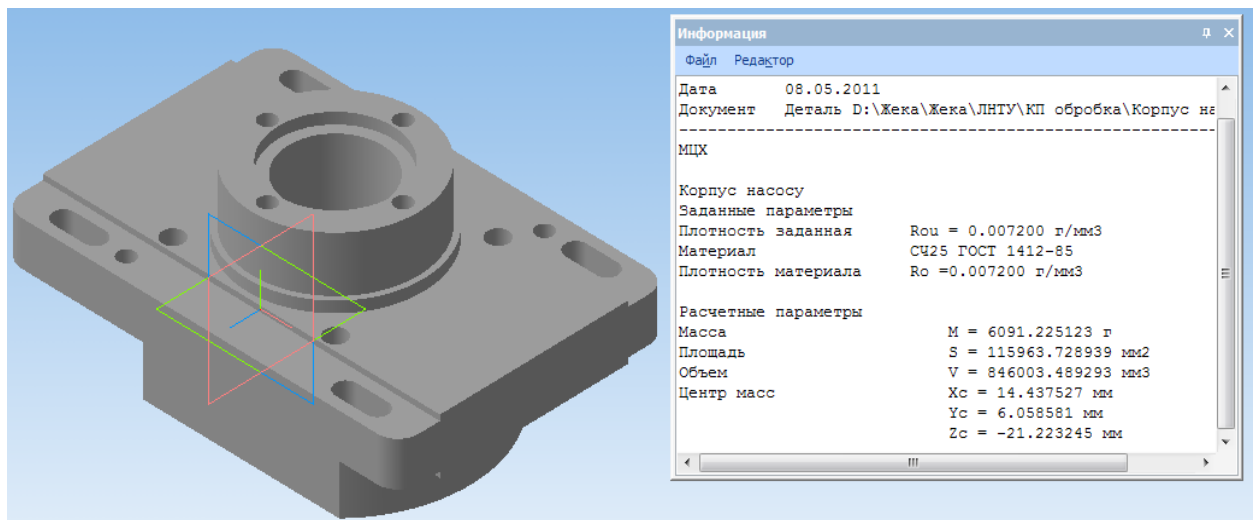 Информация
Файл Редактор
Дата 08.05.2011
Документ Деталь D:\Жека\Жека\ЛНТУ\КП обробка\Корпус на
МЦХ
Корпус насосу
Заданные параметры
Плотность заданная Rou = 0.007200 г/мм3
Материал СЧ25 ГОСТ 1412-85
Плотность материала Ro =0.007200 г/мм3
Расчетные параметры
Масса M = 6091.225123 г
Площадь S = 115963.728939 мм2
Объем V = 846003.489293 мм3
Центр масс Xc = 14.437527 мм
Yc = 6.058581 мм
Zc = -21.223245 мм